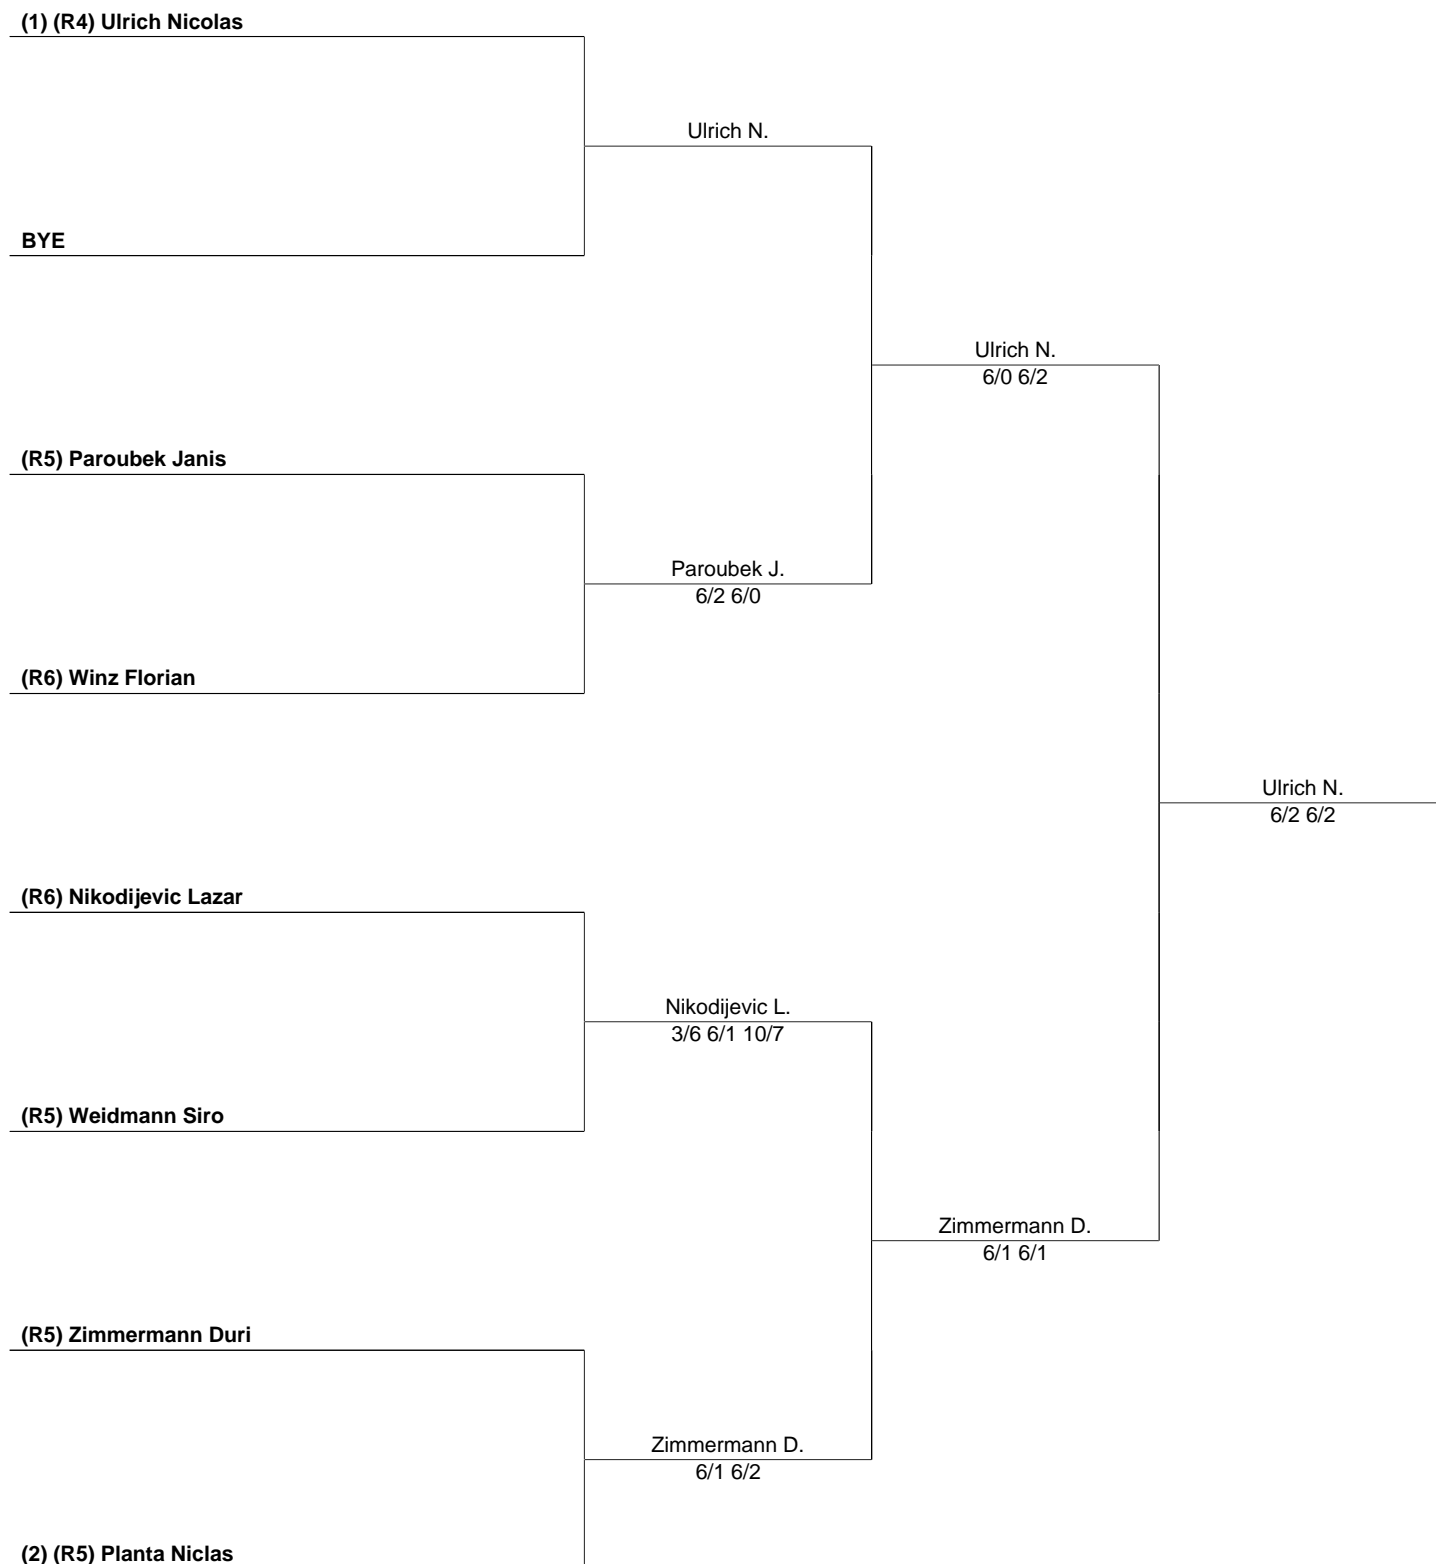 (1) (R4) Ulrich Nicolas
Ulrich N.
BYE
Ulrich N.
6/0 6/2
(R5) Paroubek Janis
Paroubek J.
6/2 6/0
(R6) Winz Florian
Ulrich N.
6/2 6/2
(R6) Nikodijevic Lazar
Nikodijevic L.
3/6 6/1 10/7
(R5) Weidmann Siro
Zimmermann D.
6/1 6/1
(R5) Zimmermann Duri
Zimmermann D.
6/1 6/2
(2) (R5) Planta Niclas